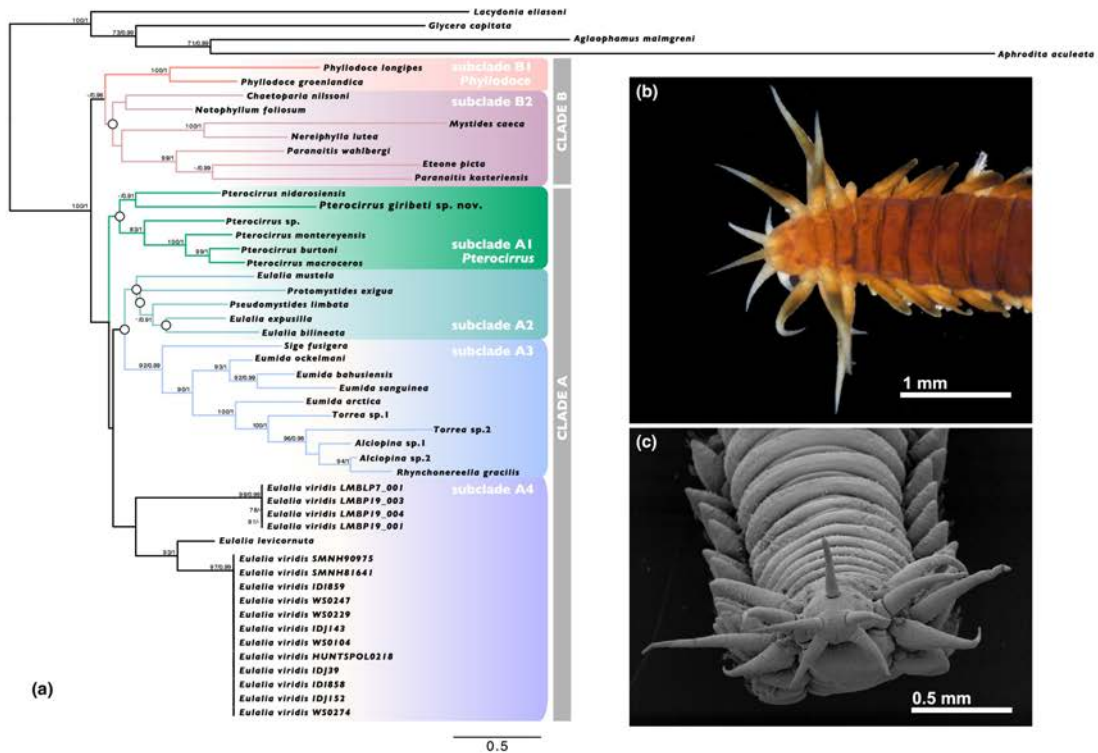 Lacydonia eliasoni
100/1
Glycera capitata
73/0.99
Aglaophamus malmgreni
71/0.99
Aphrodita aculeata
Phyllodoce longipes
100/1
subclade B1
Phyllodoce
Phyllodoce groenlandica
-/0.96
Chaetoparia nilssoni
subclade B2
Notophyllum foliosum
Mystides caeca
100/1
Nereiphylla lutea
Paranaitis wahlbergi
99/1
Eteone picta
-/0.99
Paranaitis kosteriensis
CLADE B
100/1
Pterocirrus nidarosiensis
-/0.91
Pterocirrus giribeti sp. nov.
Pterocirrus sp.
83/1
Pterocirrus montereyensis
100/1
subclade A1
Pterocirrus
Pterocirrus burtoni
99/1
Pterocirrus macroceros
Eulalia mustela
Protomystides exigua
Pseudomystides limbata
-/0.91
Eulalia expusilla
subclade A2
Eulalia bilineata
Sige fusigera
subclade A3
92/0.99
Eumida ockelmani
93/1
Eumida bahusiensis
92/0.99
Eumida sanguinea
90/1
Eumida arctica
100/1
Torrea sp.1
100/1
Torrea sp.2
96/0.98
Alciopina sp.1
Alciopina sp.2
94/1
Rhynchonereella gracilis
CLADE A
subclade A4
Eulalia viridis LMBLP7_001
99/0.99
Eulalia viridis LMBP19_003
Eulalia viridis LMBP19_004
Eulalia viridis LMBP19_001
Eulalia levicornuta
93/1
97/0.99
Eulalia viridis SMNH90975
Eulalia viridis SMNH81641
Eulalia viridis IDI859
Eulalia viridis WS0247
Eulalia viridis WS0229
Eulalia viridis IDJ143
Eulalia viridis WS0104
Eulalia viridis HUNTSPOL0218
Eulalia viridis IDJ39
Eulalia viridis IDI858
Eulalia viridis IDJ152
Eulalia viridis WS0274
(a)
0.5
(b)
1 mm
(c)
0.5 mm